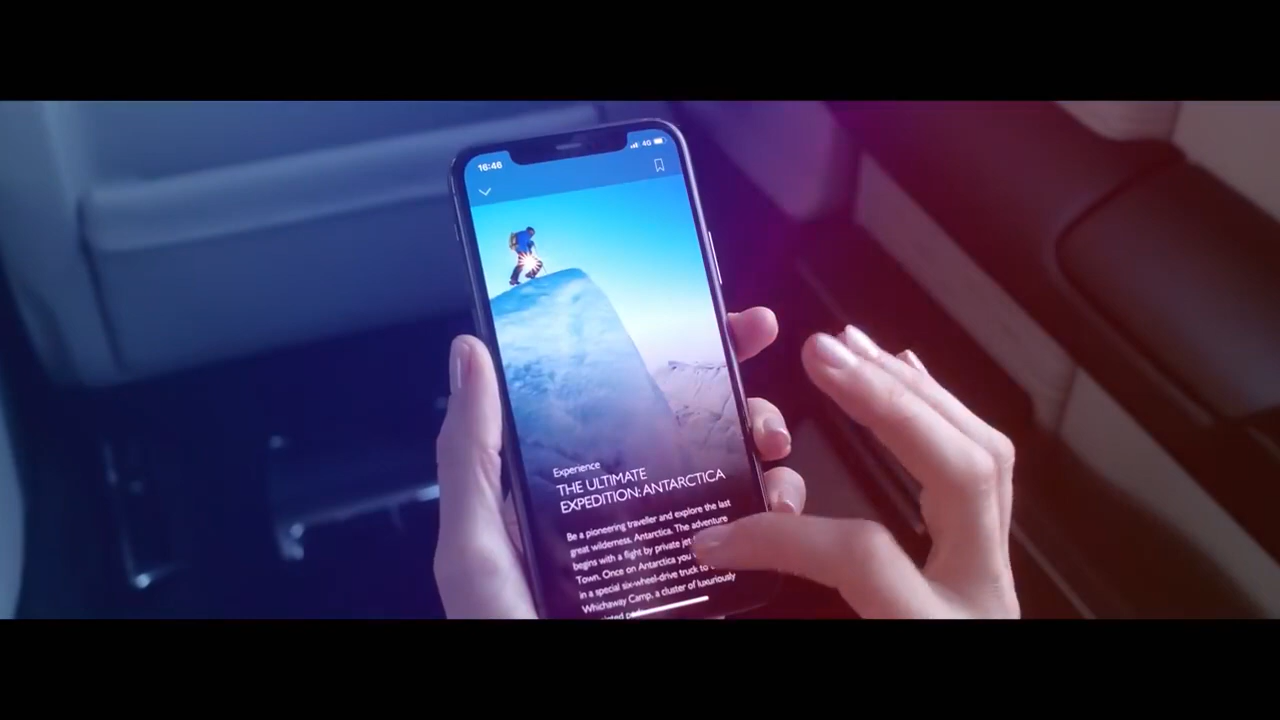 16:46
4G
Experience
THE ULTIMATE
EXPEDITION: ANTARCTICA
Be a pioneering traveller and explore the last
great wilderness, Antarctica. The adventure
begins with a flight by private jet
Town. Once on Antarctica you
in a special six-wheel-drive truck to
Whichaway Camp, a cluster of luxuriously